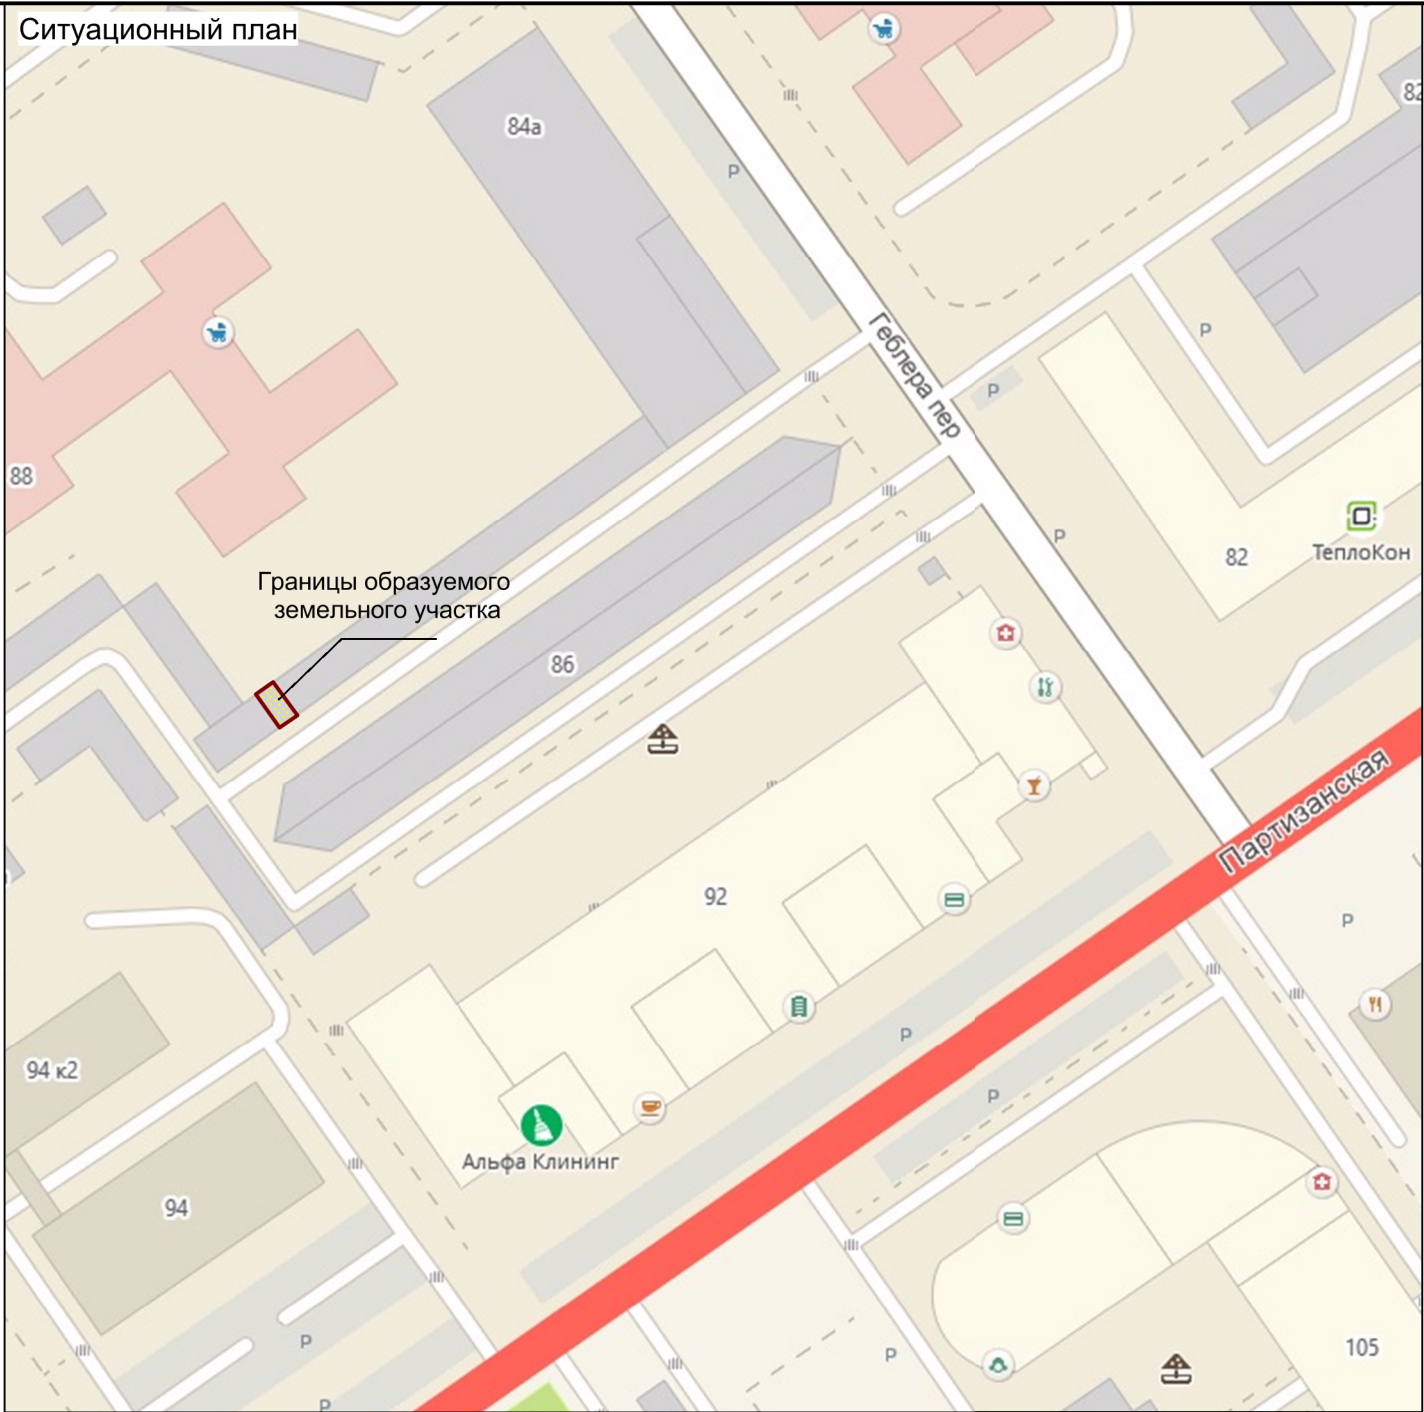 Ситуационный план
84а
82
P
P
Геблера пер
P
88
P
82
ТеплоКон
Границы образуемого
земельного участка
86
Партизанская
92
P
P
94 к2
P
Альфа Клининг
94
P
P
105
P